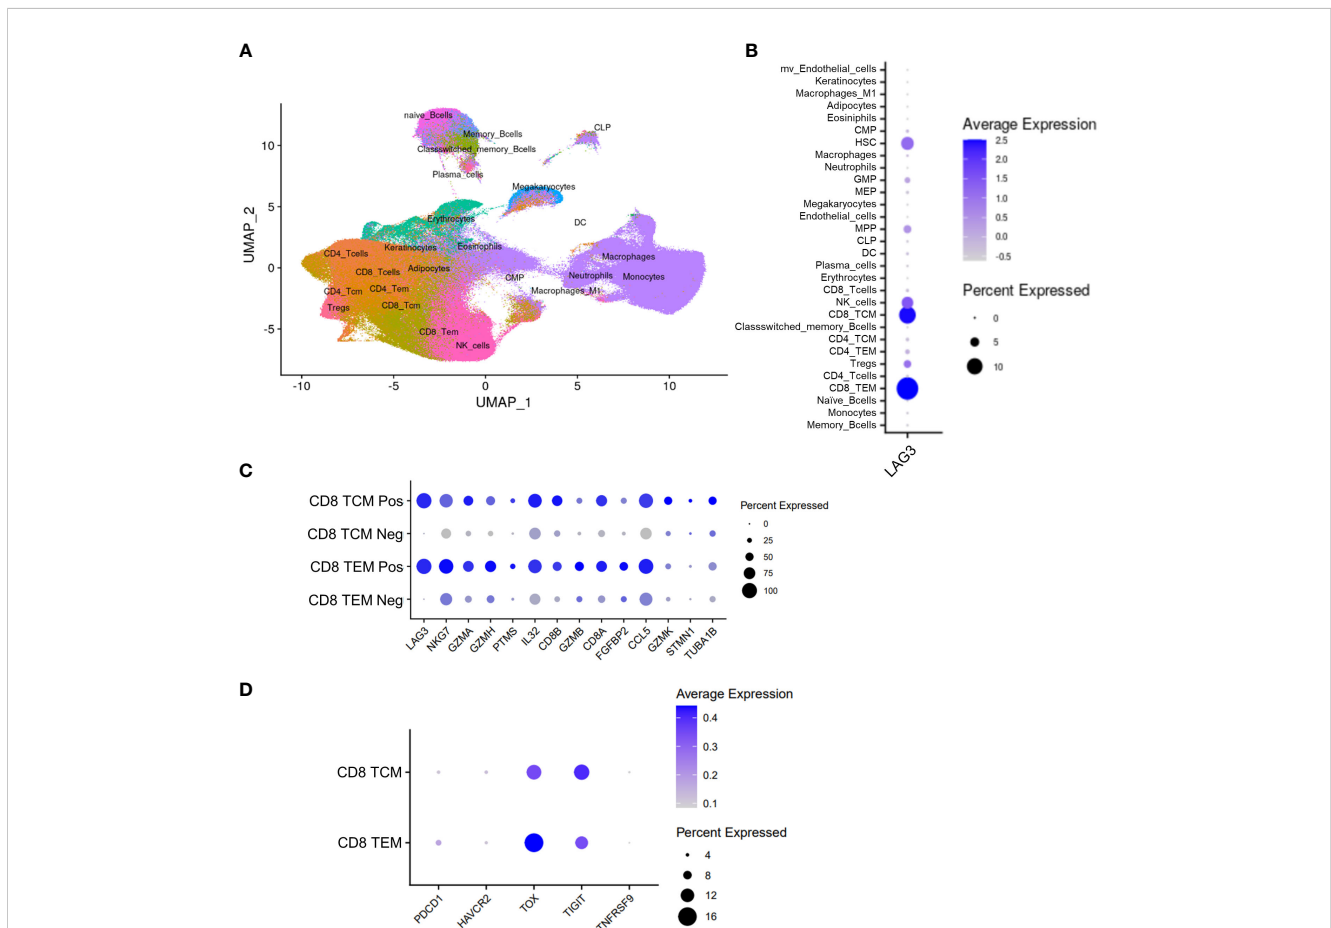 A
naive_Bcells
Memory_Bcells
Classswitched_memory_Bcells
Plasma_cells
CLP
Megakaryocytes
Erythrocytes
DC
CD4_Tcells
Keratinocytes
Eosinophils
Macrophages
CD8_Tcells
Adipocytes
CMP
Neutrophils
Monocytes
CD4_Tcm
CD4_Tem
Macrophages_M1
Tregs
CD8_Tcm
CD8_Tem
NK_cells
10
5
0
-5
UMAP_2
-10
-5
0
5
10
UMAP_1
B
mv_Endothelial_cells
Keratinocytes
Macrophages_M1
Adipocytes
Eosiniphils
CMP
HSC
Macrophages
Neutrophils
GMP
MEP
Megakaryocytes
Endothelial_cells
MPP
CLP
DC
Plasma_cells
Erythrocytes
CD8_Tcells
NK_cells
CD8_TCM
Classswitched_memory_Bcells
CD4_TCM
CD4_TEM
Tregs
CD4_Tcells
CD8_TEM
Naïve_Bcells
Monocytes
Memory_Bcells
LAG3
Average Expression
2.5
2.0
1.5
1.0
0.5
0.0
-0.5
Percent Expressed
0
5
10
C
CD8 TCM Pos
CD8 TCM Neg
CD8 TEM Pos
CD8 TEM Neg
LAG3
NKG7
GZMA
GZMH
PTMS
IL32
CD8B
GZMB
CD8A
FGFBP2
CCL5
GZMK
STMN1
TUBA1B
Percent Expressed
0
25
50
75
100
D
CD8 TCM
CD8 TEM
PDCD1
HAVCR2
TOX
TIGIT
TNFRSF9
Average Expression
0.4
0.3
0.2
0.1
Percent Expressed
4
8
12
16